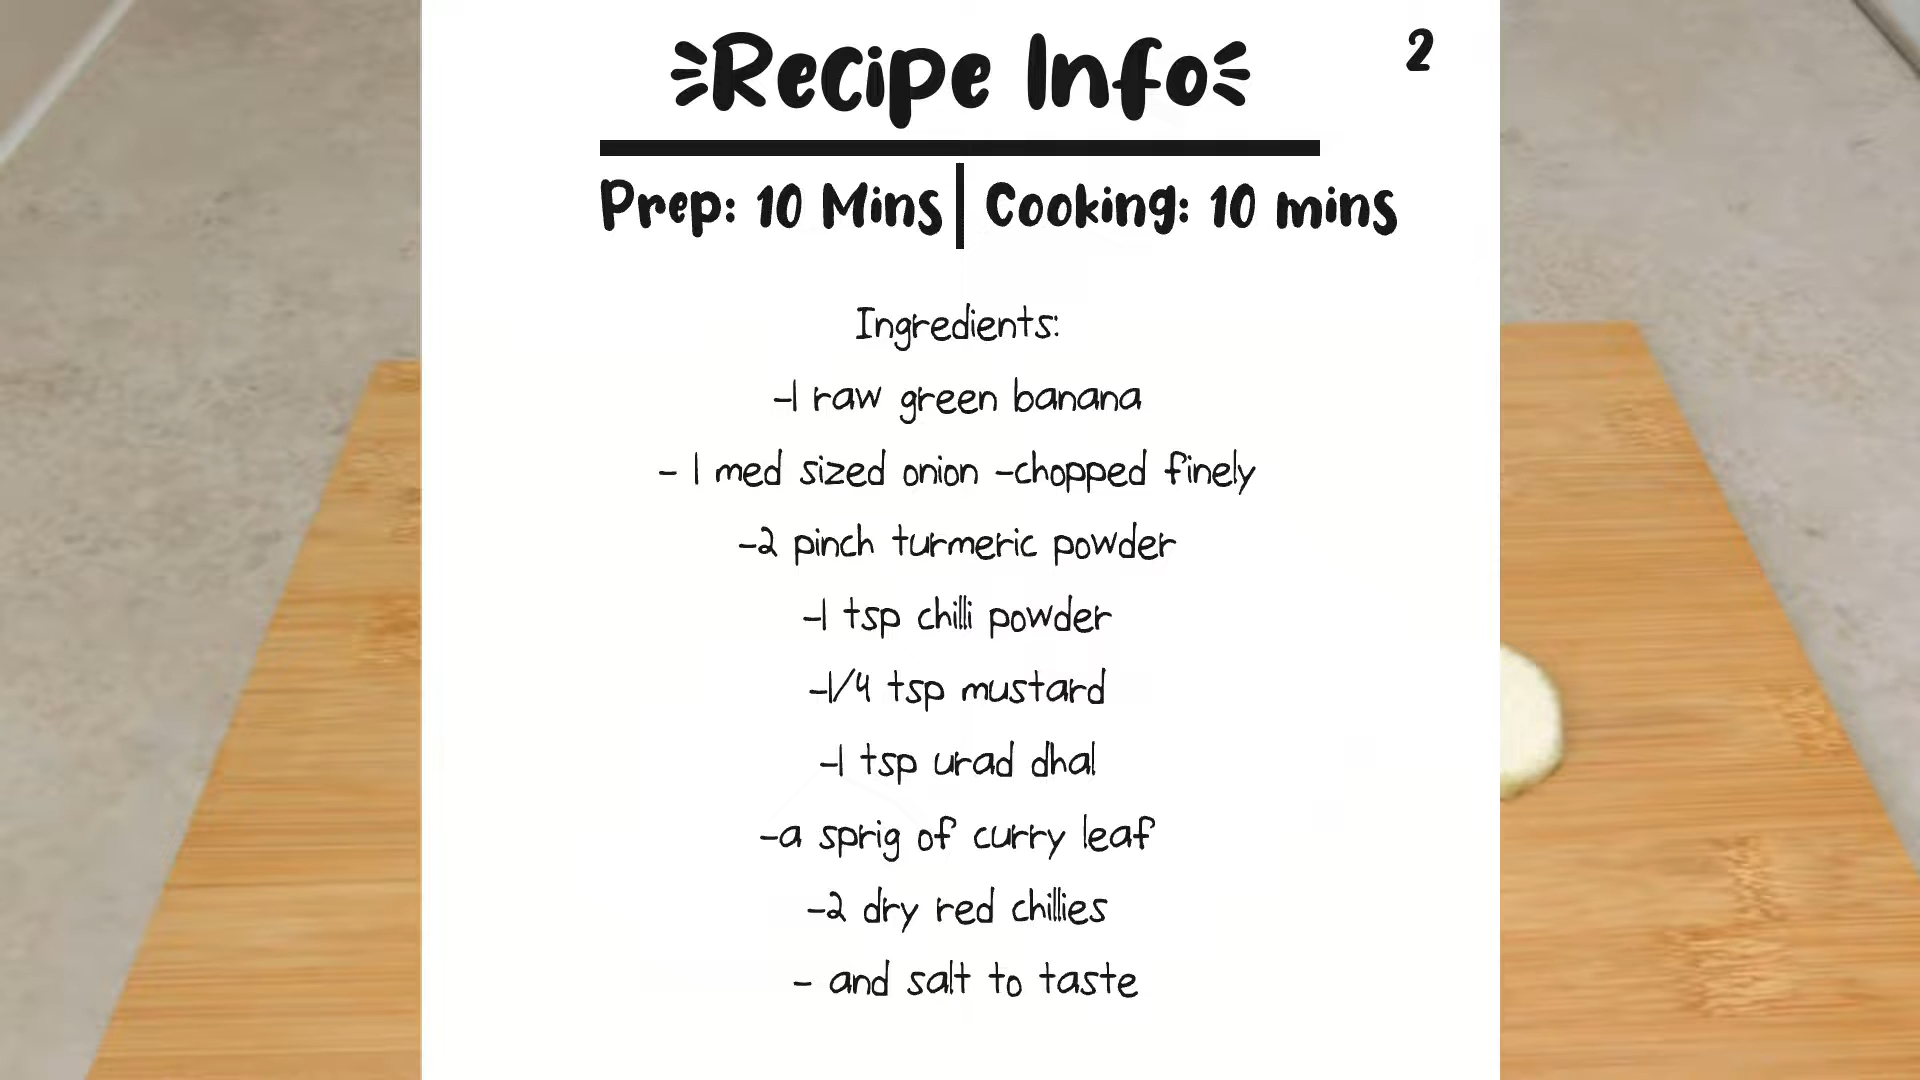 Recipe Info
2
Prep: 10 Mins | Cooking: 10 mins
Ingredients:
-1 raw green banana
- 1 med sized onion -chopped finely
-2 pinch turmeric powder
-1 tsp chilli powder
-1/4 tsp mustard
-1 tsp urad dhal
-a sprig of curry leaf
-2 dry red chillies
- and salt to taste